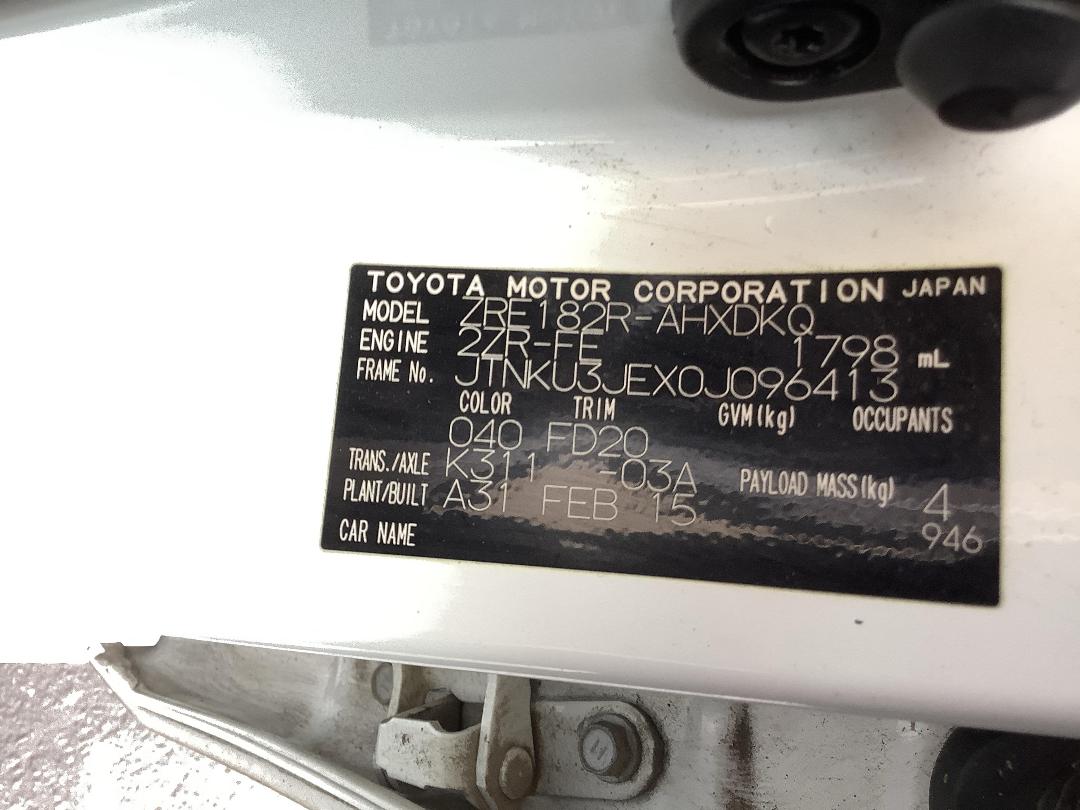 TOYOTA MOTOR CORPORATION JAPAN
MODEL ZRE182R-AHXDKQ
ENGINE 2ZR-FE 1798 mL
FRAME No. JTNKU3JEX0J096413
COLOR TRIM GVM(kg) OCCUPANTS
040 FD20
TRANS./AXLE K311 -03A PAYLOAD MASS(kg) 4
PLANT/BUILT A31 FEB 15 946
CAR NAME